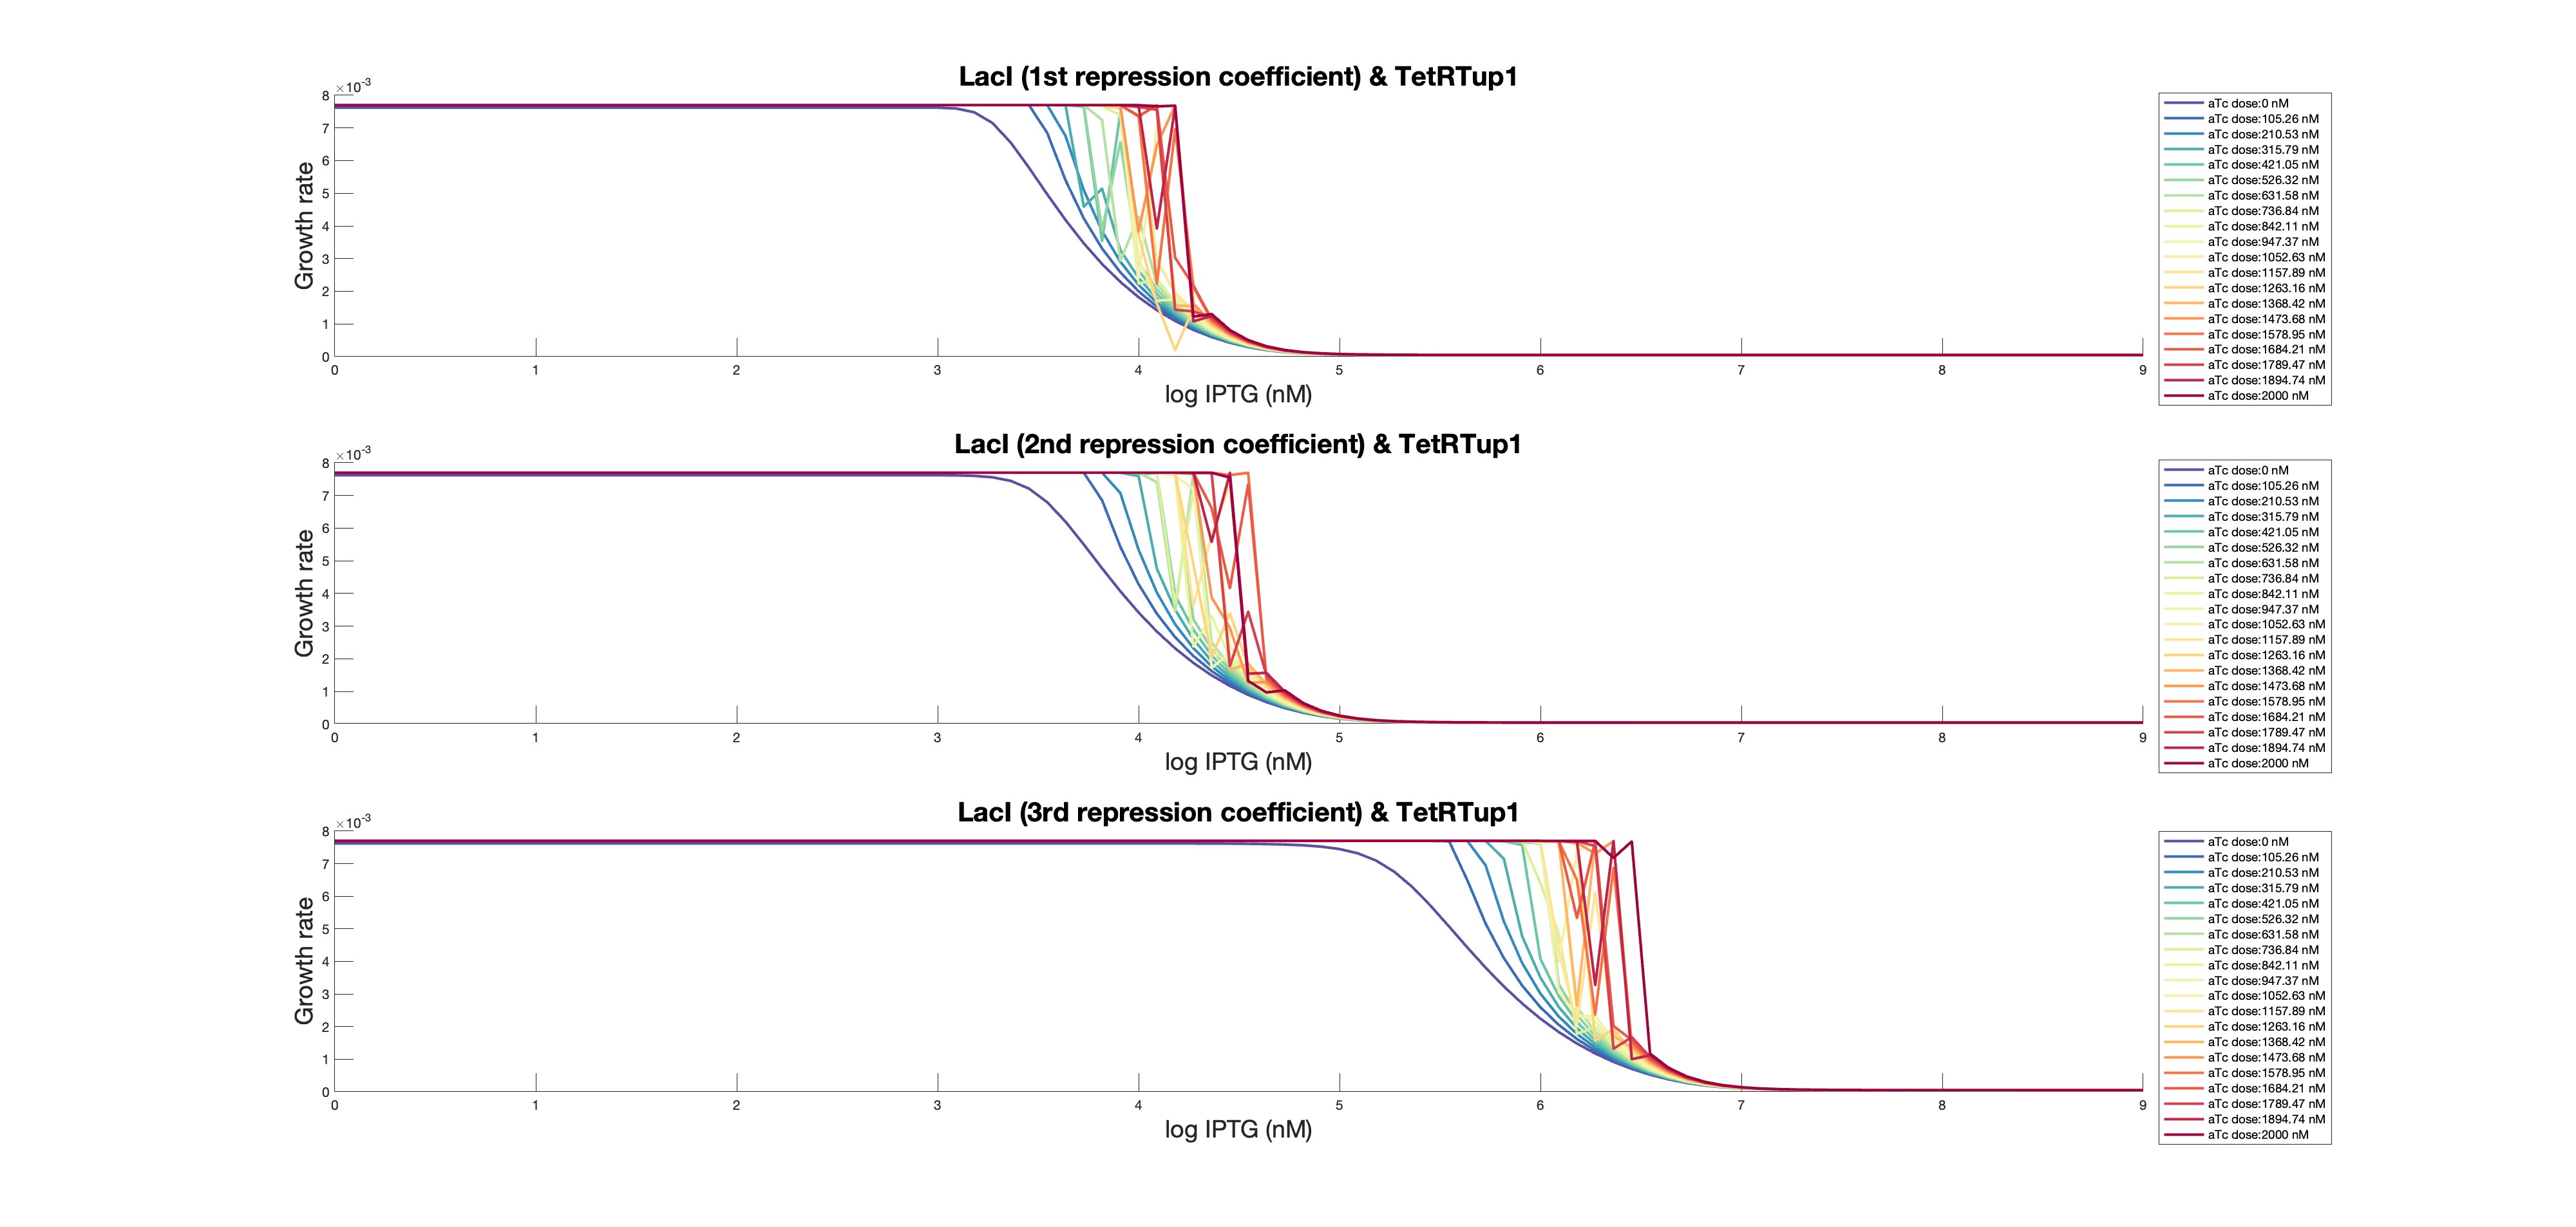 LacI (1st repression coefficient) & TetRTup1
×10-3
8
7
6
5
4
3
2
1
0
Growth rate
0 1 2 3 4 5 6 7 8 9
log IPTG (nM)
aTc dose:0 nM
aTc dose:105.26 nM
aTc dose:210.53 nM
aTc dose:315.79 nM
aTc dose:421.05 nM
aTc dose:526.32 nM
aTc dose:631.58 nM
aTc dose:736.84 nM
aTc dose:842.11 nM
aTc dose:947.37 nM
aTc dose:1052.63 nM
aTc dose:1157.89 nM
aTc dose:1263.16 nM
aTc dose:1368.42 nM
aTc dose:1473.68 nM
aTc dose:1578.95 nM
aTc dose:1684.21 nM
aTc dose:1789.47 nM
aTc dose:1894.74 nM
aTc dose:2000 nM
LacI (2nd repression coefficient) & TetRTup1
×10-3
8
7
6
5
4
3
2
1
0
Growth rate
0 1 2 3 4 5 6 7 8 9
log IPTG (nM)
aTc dose:0 nM
aTc dose:105.26 nM
aTc dose:210.53 nM
aTc dose:315.79 nM
aTc dose:421.05 nM
aTc dose:526.32 nM
aTc dose:631.58 nM
aTc dose:736.84 nM
aTc dose:842.11 nM
aTc dose:947.37 nM
aTc dose:1052.63 nM
aTc dose:1157.89 nM
aTc dose:1263.16 nM
aTc dose:1368.42 nM
aTc dose:1473.68 nM
aTc dose:1578.95 nM
aTc dose:1684.21 nM
aTc dose:1789.47 nM
aTc dose:1894.74 nM
aTc dose:2000 nM
LacI (3rd repression coefficient) & TetRTup1
×10-3
8
7
6
5
4
3
2
1
0
Growth rate
0 1 2 3 4 5 6 7 8 9
log IPTG (nM)
aTc dose:0 nM
aTc dose:105.26 nM
aTc dose:210.53 nM
aTc dose:315.79 nM
aTc dose:421.05 nM
aTc dose:526.32 nM
aTc dose:631.58 nM
aTc dose:736.84 nM
aTc dose:842.11 nM
aTc dose:947.37 nM
aTc dose:1052.63 nM
aTc dose:1157.89 nM
aTc dose:1263.16 nM
aTc dose:1368.42 nM
aTc dose:1473.68 nM
aTc dose:1578.95 nM
aTc dose:1684.21 nM
aTc dose:1789.47 nM
aTc dose:1894.74 nM
aTc dose:2000 nM